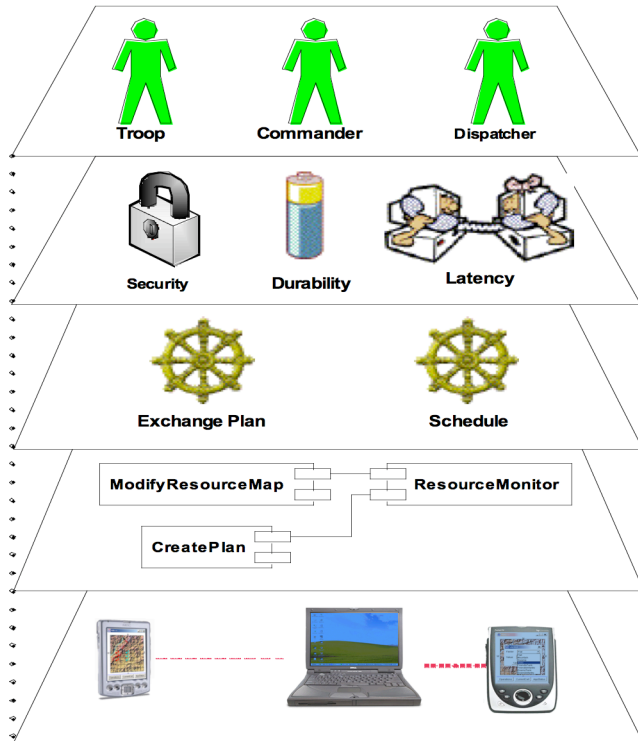 Troop
Commander
Dispatcher
Security
Durability
Latency
Exchange Plan
Schedule
ModifyResourceMap
ResourceMonitor
CreatePlan